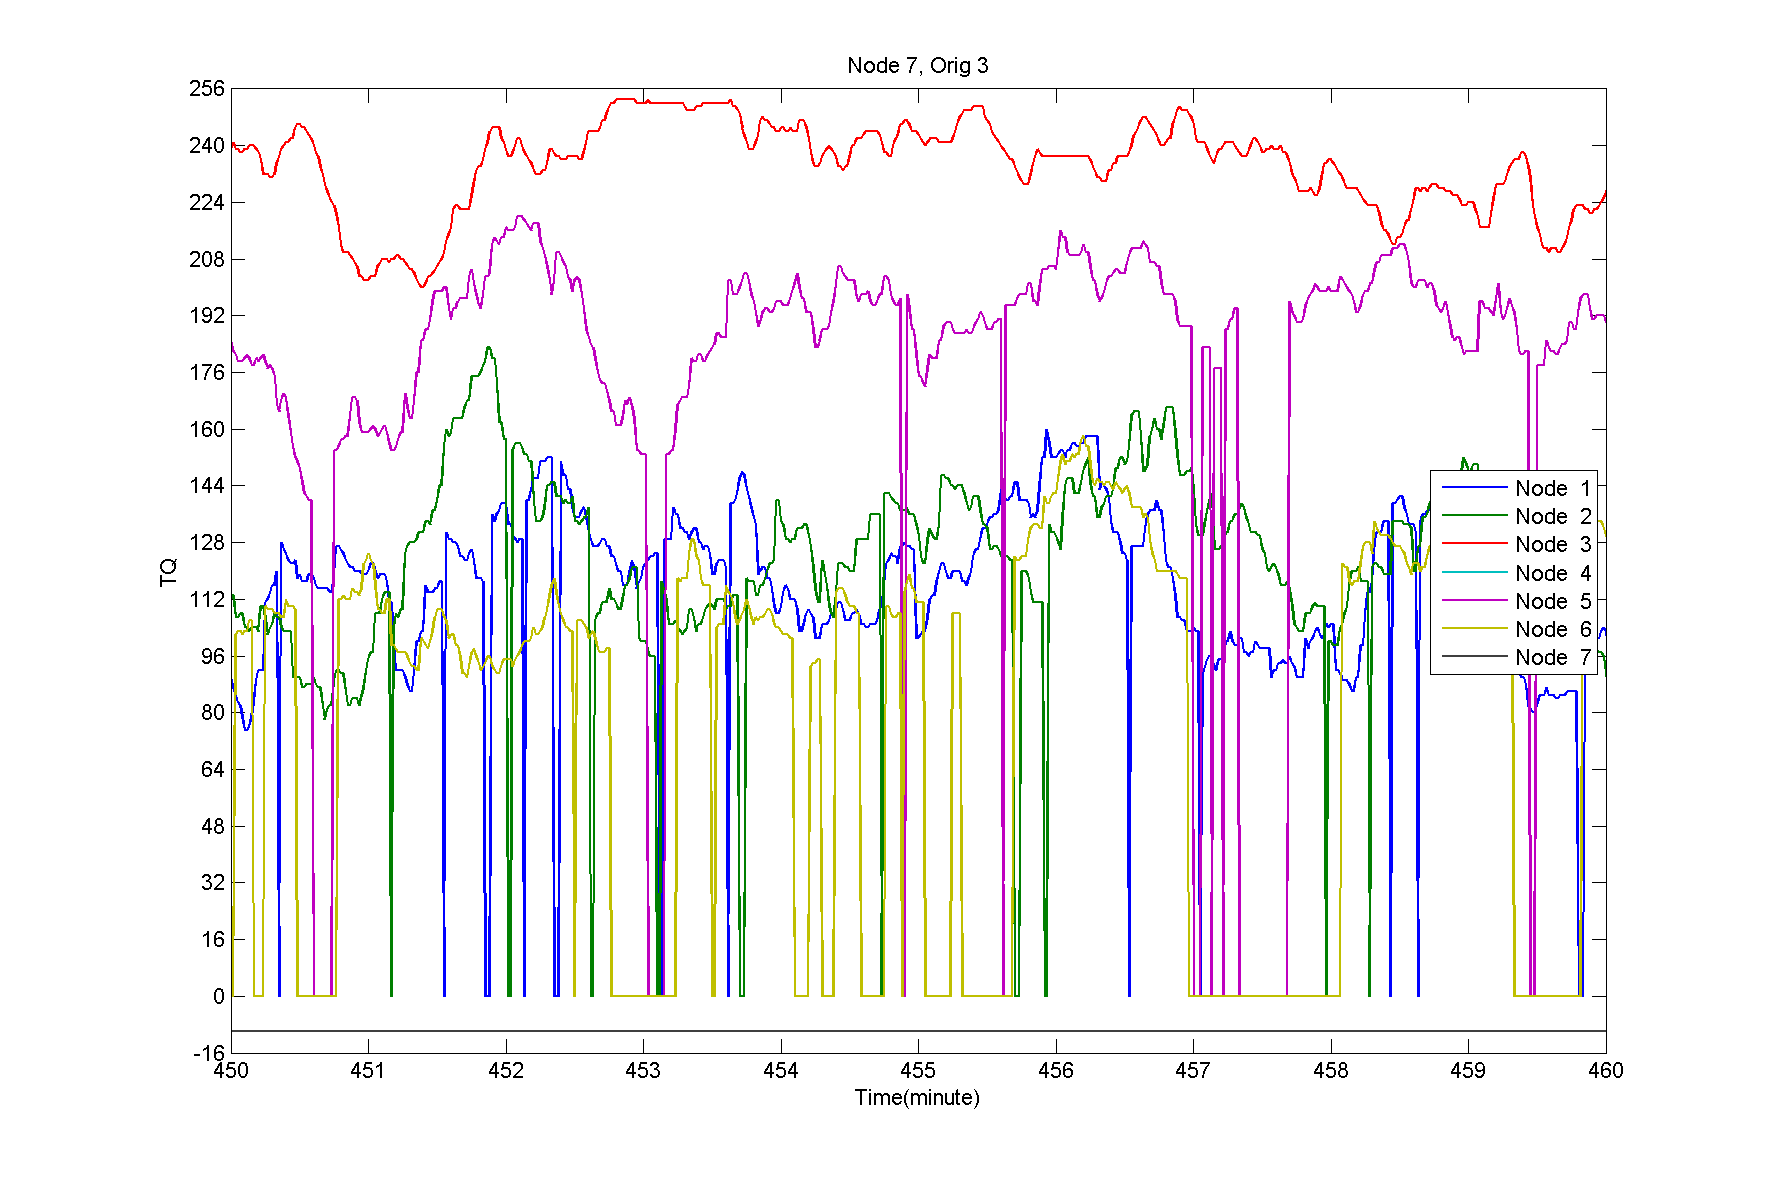 Node 7, Orig 3
256
240
224
208
192
176
160
144
128
112
96
80
64
48
32
16
0
-16
TQ
450 451 452 453 454 455 456 457 458 459 460
Time(minute)
Node 1
Node 2
Node 3
Node 4
Node 5
Node 6
Node 7